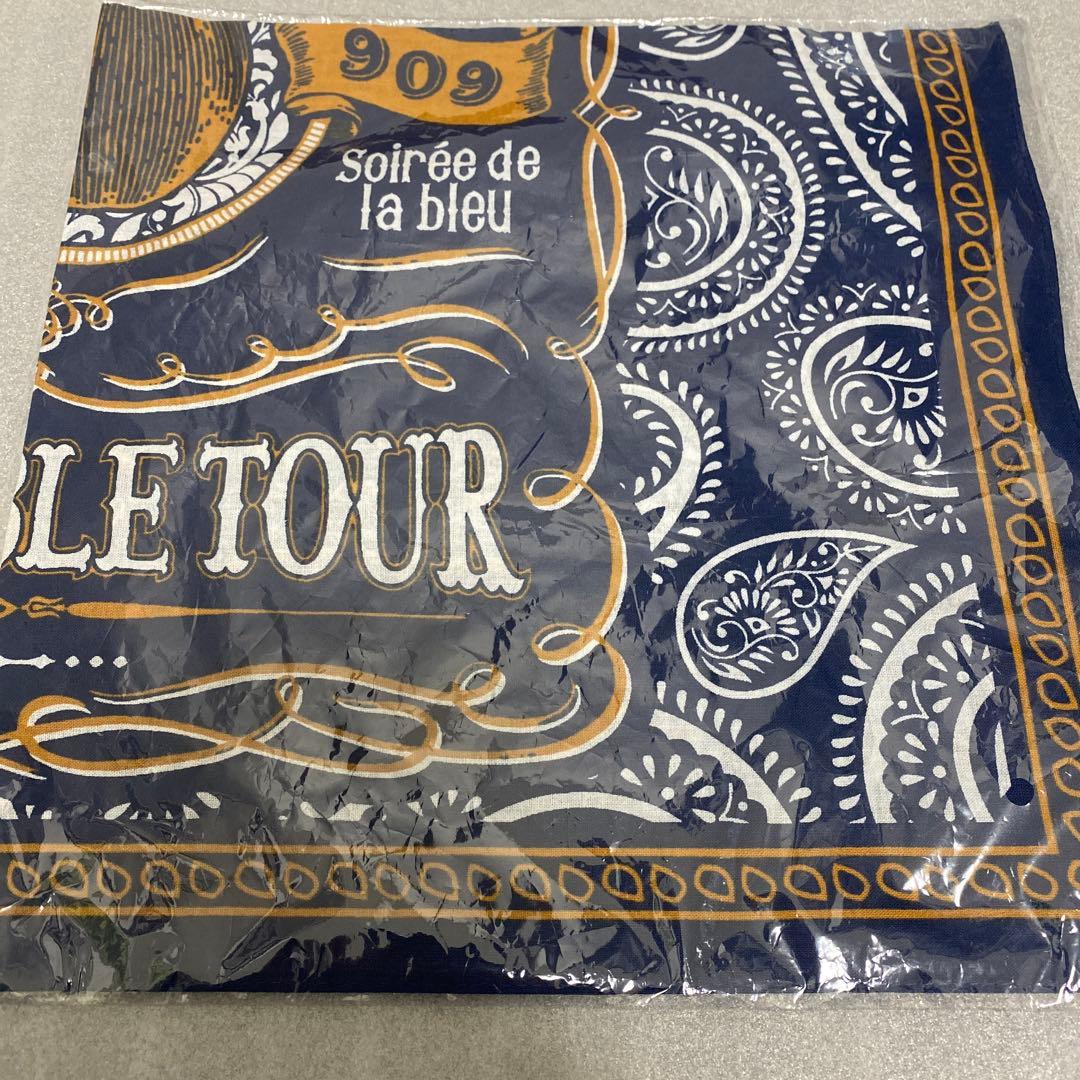 909
soirée de
la bleu
BLE TOUR